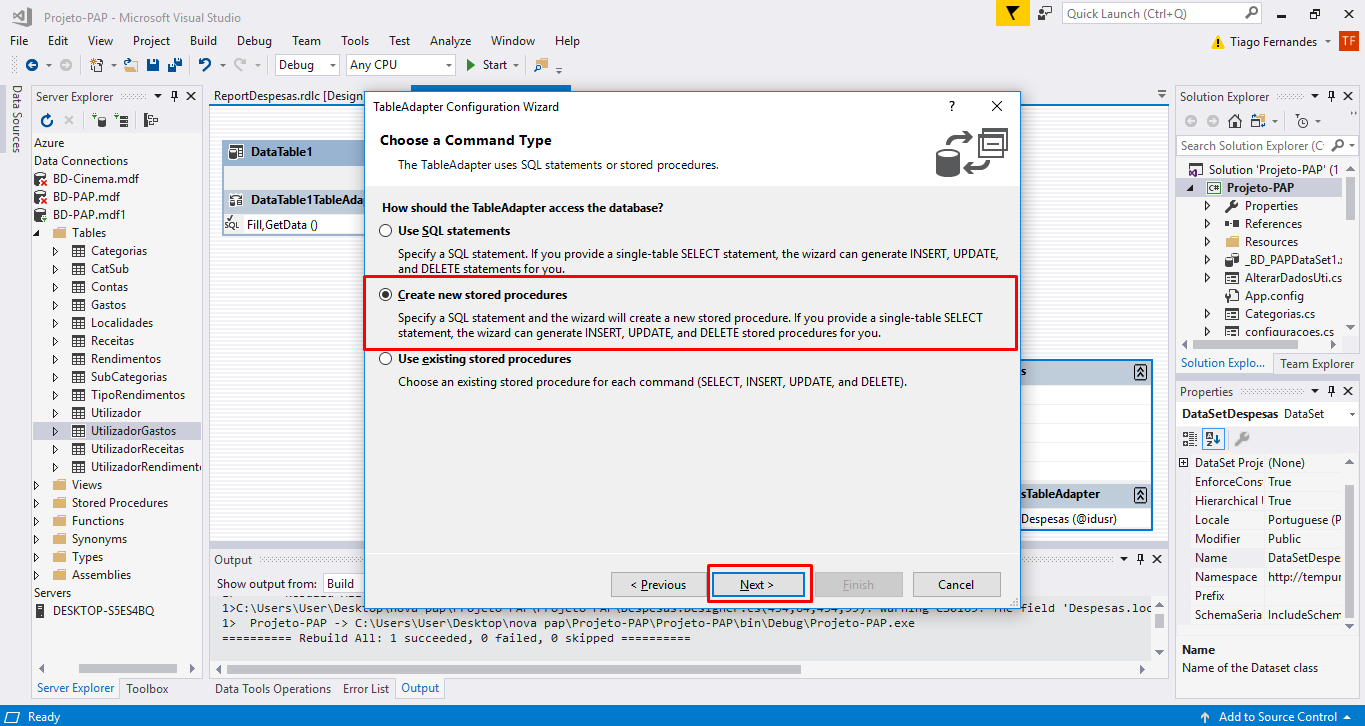 Projeto-PAP - Microsoft Visual Studio
Quick Launch (Ctrl+Q)
File Edit View Project Build Debug Team Tools Test Analyze Window Help
Tiago Fernandes
TF
Debug
Any CPU
Start
Data Sources
Server Explorer
Azure
Data Connections
BD-Cinema.mdf
BD-PAP.mdf
BD-PAP.mdf1
Tables
Categorias
CatSub
Contas
Gastos
Localidades
Receitas
Rendimentos
SubCategorias
TipoRendimentos
Utilizador
UtilizadorGastos
UtilizadorReceitas
UtilizadorRendimento
Views
Stored Procedures
Functions
Synonyms
Types
Assemblies
Servers
DESKTOP-S5ES4BQ
Server Explorer
Toolbox
ReportDespesas.rdlc [Design
DataTable1
DataTable1TableAda
SQL
Fill,GetData ()
TableAdapter Configuration Wizard
?
Choose a Command Type
The TableAdapter uses SQL statements or stored procedures.
How should the TableAdapter access the database?
Use SQL statements
Specify a SQL statement. If you provide a single-table SELECT statement, the wizard can generate INSERT, UPDATE,
and DELETE statements for you.
Create new stored procedures
Specify a SQL statement and the wizard will create a new stored procedure. If you provide a single-table SELECT
statement, the wizard can generate INSERT, UPDATE, and DELETE stored procedures for you.
Use existing stored procedures
Choose an existing stored procedure for each command (SELECT, INSERT, UPDATE, and DELETE).
< Previous
Next >
Finish
Cancel
s
sTableAdapter
Despesas (@idusr)
Output
Show output from:
Build
1>C:\Users\User\Desktop\nova pap\Projeto-PAP\Projeto-PAP\Despesas.Designer.cs(454,64,454,99): warning CS0169: The field 'Despesas.loc
1>  Projeto-PAP -> C:\Users\User\Desktop\nova pap\Projeto-PAP\Projeto-PAP\bin\Debug\Projeto-PAP.exe
========== Rebuild All: 1 succeeded, 0 failed, 0 skipped ==========
Data Tools Operations
Error List
Output
Solution Explorer
Search Solution Explorer (C
Solution 'Projeto-PAP' (1
C# Projeto-PAP
Properties
References
Resources
_BD_PAPDataSet1.
AlterarDadosUti.cs
App.config
Categorias.cs
configuracoes.cs
Solution Explo...
Team Explorer
Properties
DataSetDespesas DataSet
DataSet Proje (None)
EnforceCons True
Hierarchical True
Locale Portuguese (P
Modifier Public
Name DataSetDespe
Namespace http://tempur
Prefix
SchemaSeria IncludeSchem
Name
Name of the Dataset class
Ready
Add to Source Control